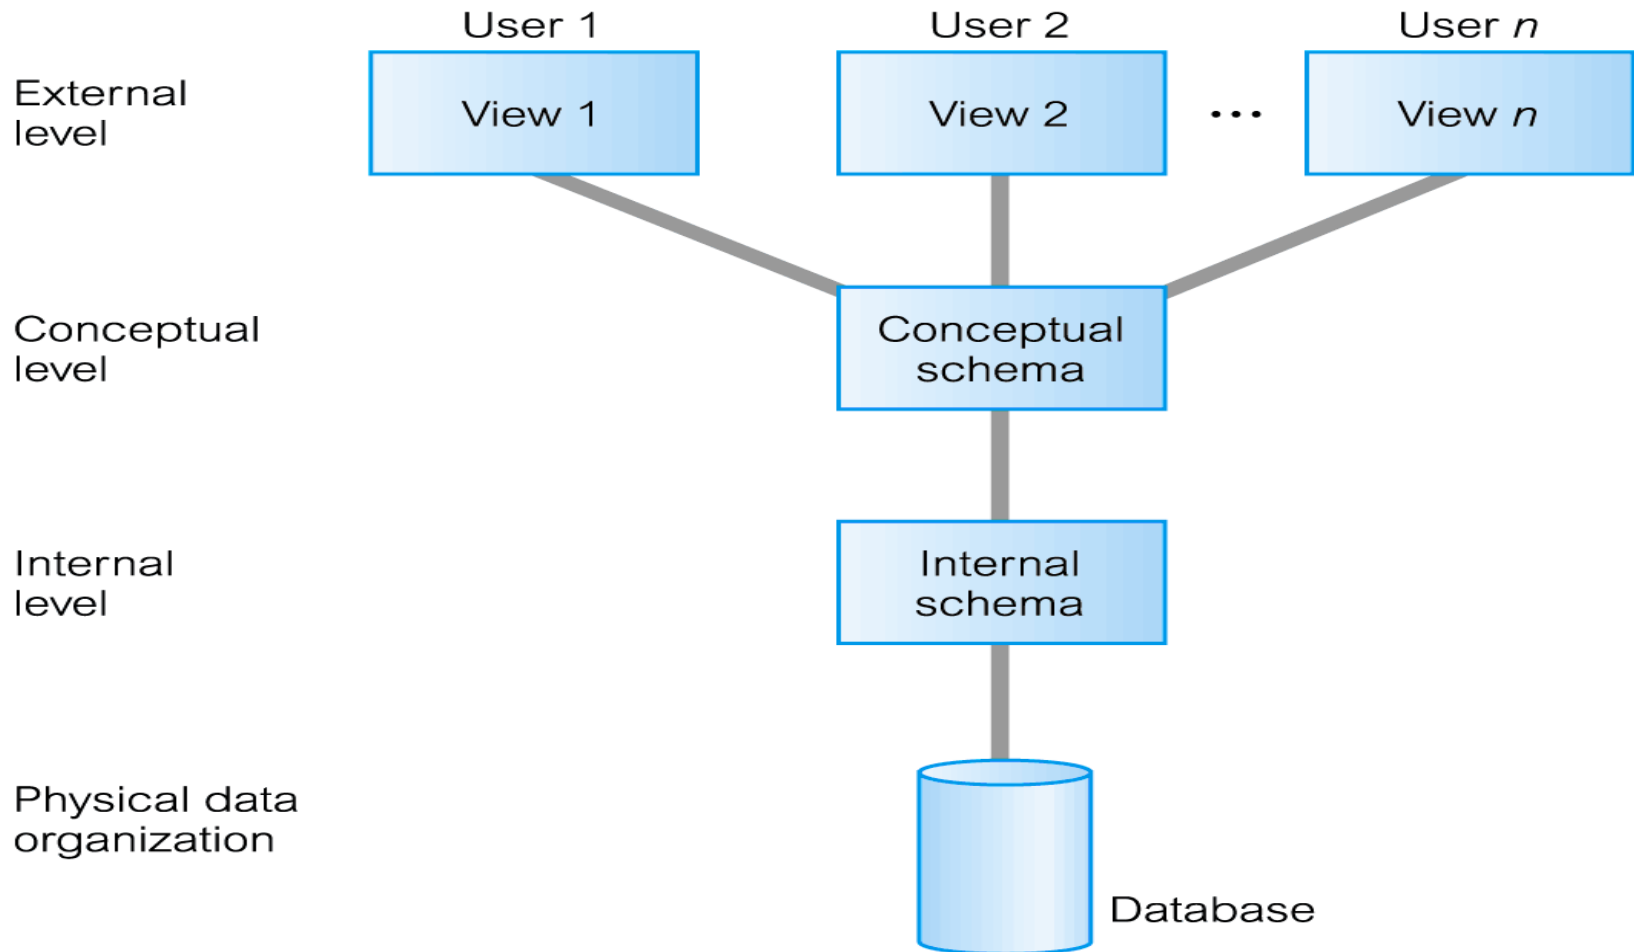 User 1
User 2
User n
External
level
View 1
View 2
...
View n
Conceptual
level
Conceptual
schema
Internal
level
Internal
schema
Physical data
organization
Database